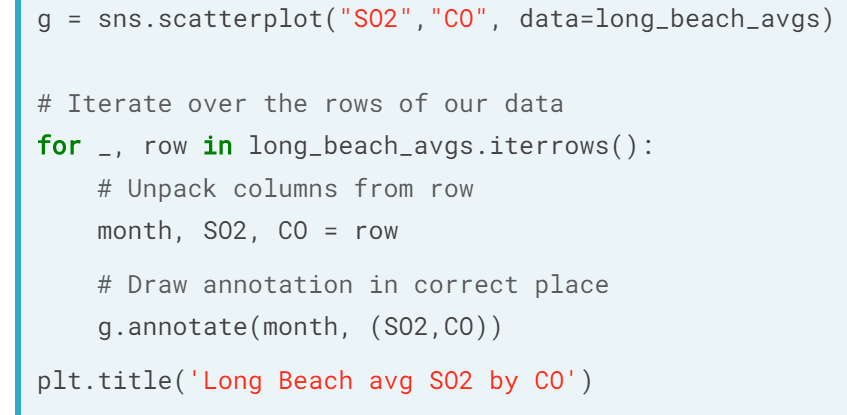 g = sns.scatterplot("SO2","CO", data=long_beach_avgs)
# Iterate over the rows of our data
for _, row in long_beach_avgs.iterrows():
    # Unpack columns from row
    month, SO2, CO = row
    # Draw annotation in correct place
    g.annotate(month, (SO2,CO))
plt.title('Long Beach avg SO2 by CO')